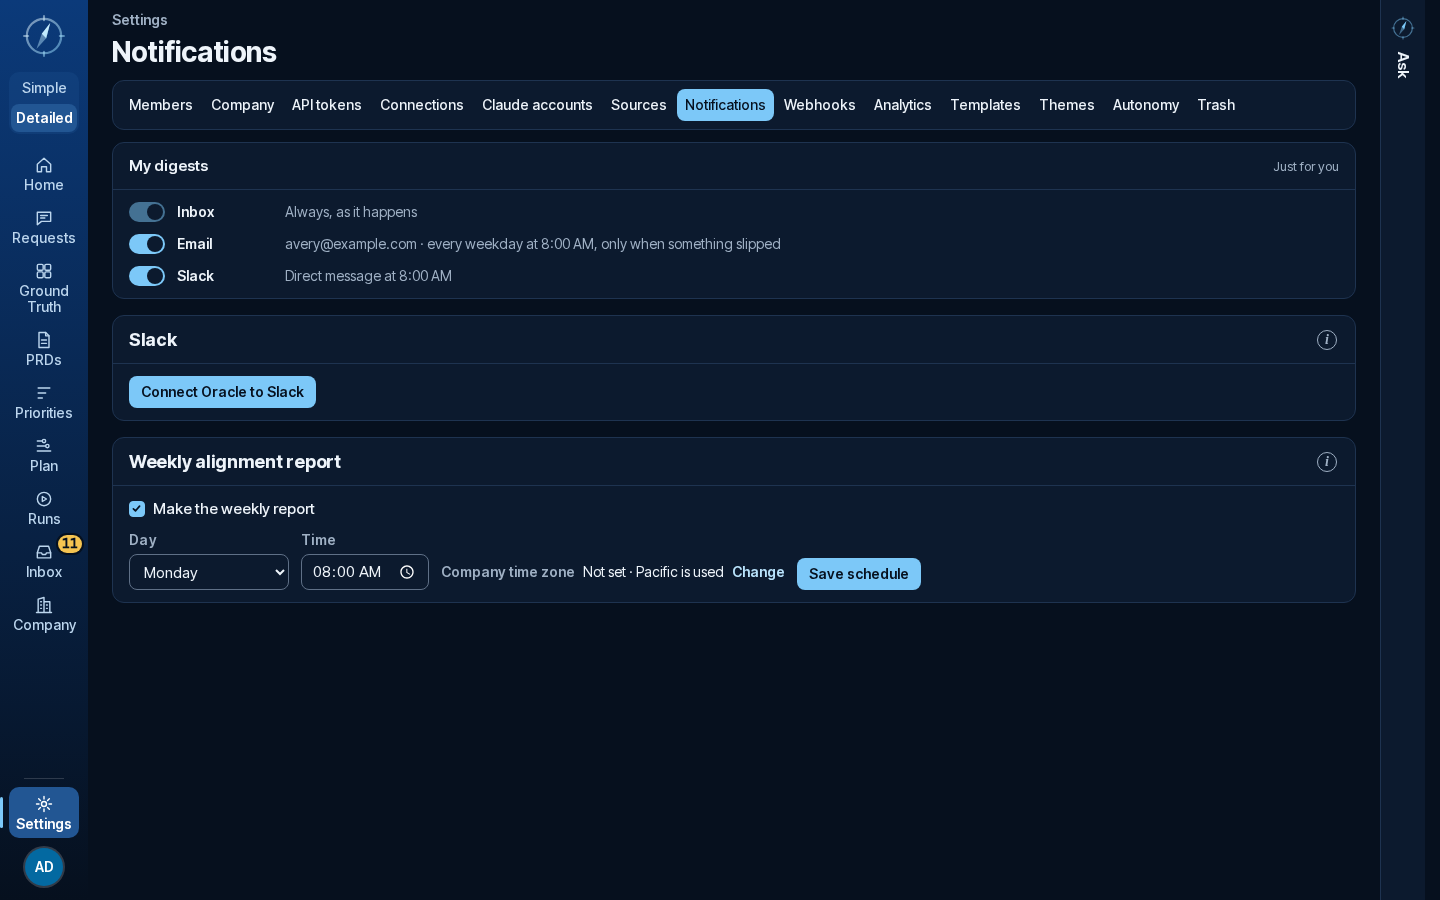 Simple
Detailed
Home
Requests
Ground
Truth
PRDs
Priorities
Plan
Runs
11
Inbox
Company
Settings
AD
Settings
Notifications
Members Company API tokens Connections Claude accounts Sources Notifications Webhooks Analytics Templates Themes Autonomy Trash
My digests Just for you
Inbox Always, as it happens
Email avery@example.com · every weekday at 8:00 AM, only when something slipped
Slack Direct message at 8:00 AM
Slack i
Connect Oracle to Slack
Weekly alignment report i
Make the weekly report
Day Time
Monday 08:00 AM Company time zone Not set · Pacific is used Change Save schedule
Ask